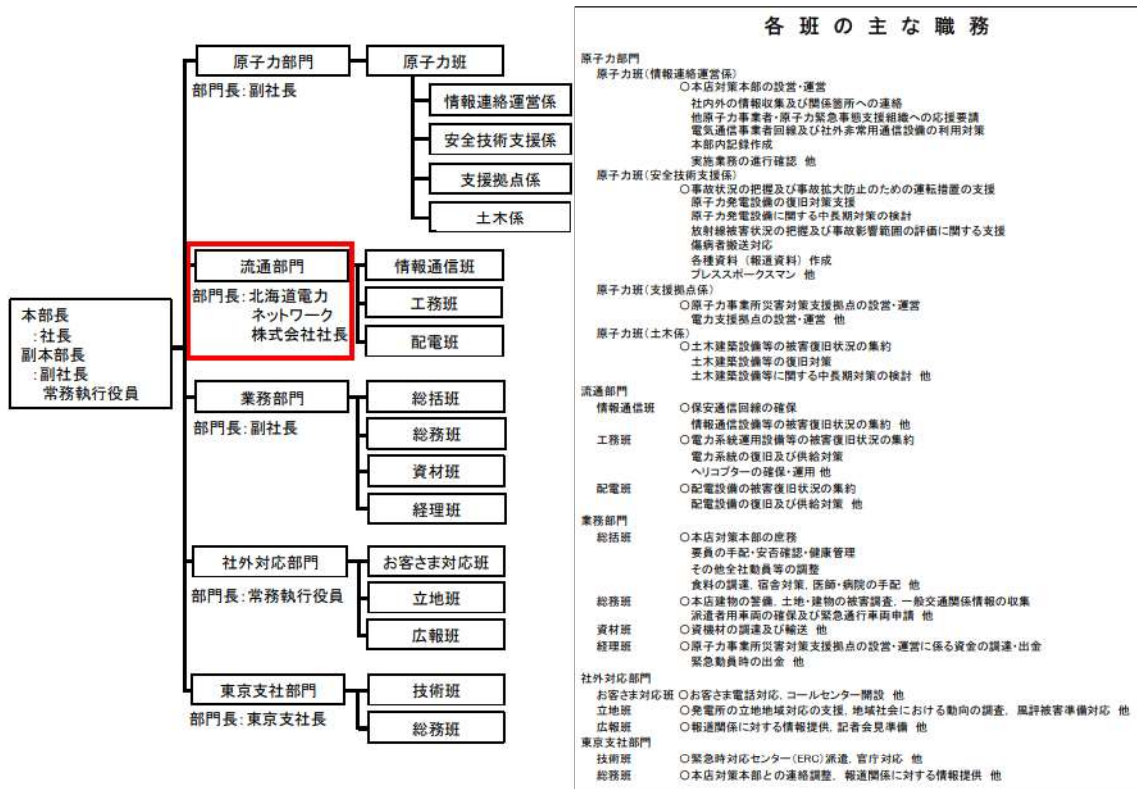 原子力部門
部門長：副社長
原子力班
情報連絡運営係
安全技術支援係
支援拠点係
土木係
流通部門
部門長：北海道電力
ネットワーク
株式会社社長
情報通信班
工務班
配電班
本部長
：社長
副本部長
：副社長
常務執行役員
業務部門
部門長：副社長
総括班
総務班
資材班
経理班
社外対応部門
部門長：常務執行役員
お客さま対応班
立地班
広報班
東京支社部門
部門長：東京支社長
技術班
総務班
各班の主な職務
原子力部門
原子力班（情報連絡運営係）
○本店対策本部の設営・運営
社内外の情報収集及び関係箇所への連絡
他原子力事業者・原子力緊急事態支援組織への応援要請
電気通信事業者回線及び社外非常用通信設備の利用対策
本部内記録作成
実施業務の進行確認 他
原子力班（安全技術支援係）
○事故状況の把握及び事故拡大防止のための運転措置の支援
原子力発電設備の復旧対策支援
原子力発電設備に関する中長期対策の検討
放射線被害状況の把握及び事故影響範囲の評価に関する支援
傷病者搬送対応
各種資料（報道資料）作成
プレススポークスマン 他
原子力班（支援拠点係）
○原子力事業所災害対策支援拠点の設営・運営
電力支援拠点の設営・運営 他
原子力班（土木係）
○土木建築設備等の被害復旧状況の集約
土木建築設備等の復旧対策
土木建築設備等に関する中長期対策の検討 他
流通部門
情報通信班 ○保安通信回線の確保
情報通信設備等の被害復旧状況の集約 他
工務班 ○電力系統運用設備等の被害復旧状況の集約
電力系統の復旧及び供給対策
ヘリコプターの確保・運用 他
配電班 ○配電設備の被害復旧状況の集約
配電設備の復旧及び供給対策 他
業務部門
総括班 ○本店対策本部の庶務
要員の手配・安否確認・健康管理
その他全社動員等の調整
食料の調達，宿舎対策，医師・病院の手配 他
総務班 ○本店建物の警備，土地・建物の被害調査，一般交通関係情報の収集
派遣者用車両の確保及び緊急通行車両申請 他
資材班 ○資機材の調達及び輸送 他
経理班 ○原子力事業所災害対策支援拠点の設営・運営に係る資金の調達・出金
緊急動員時の出金 他
社外対応部門
お客さま対応班 ○お客さま電話対応，コールセンター開設 他
立地班 ○発電所の立地地域対応の支援，地域社会における動向の調査，風評被害準備対応 他
広報班 ○報道関係に対する情報提供，記者会見準備 他
東京支社部門
技術班 ○緊急時対応センター（ERC）派遣，官庁対応 他
総務班 ○本店対策本部との連絡調整，報道関係に対する情報提供 他